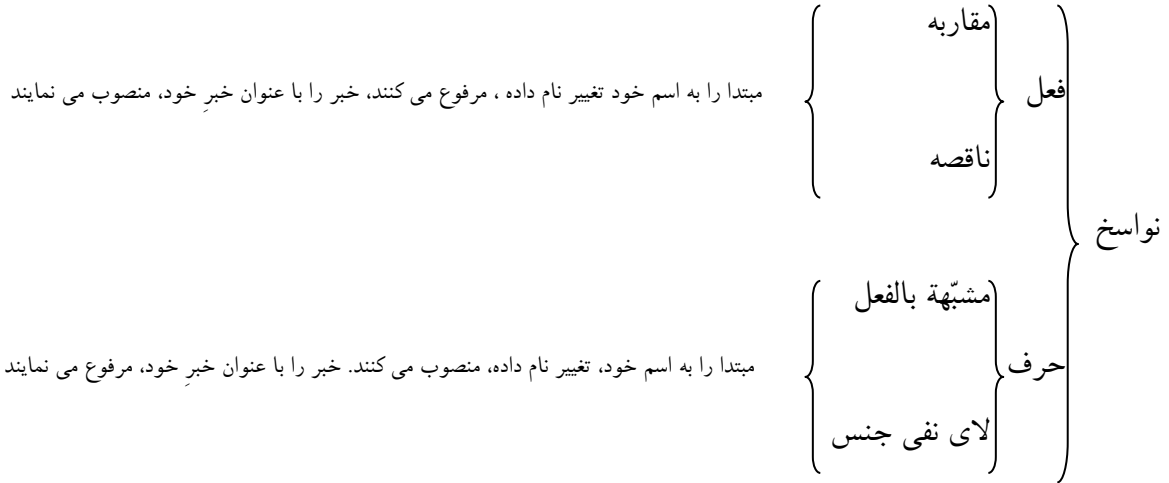 مقاربه
مبتدا را به اسم خود تغییر نام داده ، مرفوع می کنند، خبر را با عنوان خبرِ خود، منصوب می نمایند
فعل
ناقصه
نواسخ
مشبّهة بالفعل
مبتدا را به اسم خود، تغییر نام داده، منصوب می کنند. خبر را با عنوان خبرِ خود، مرفوع می نمایند
حرف
لای نفی جنس